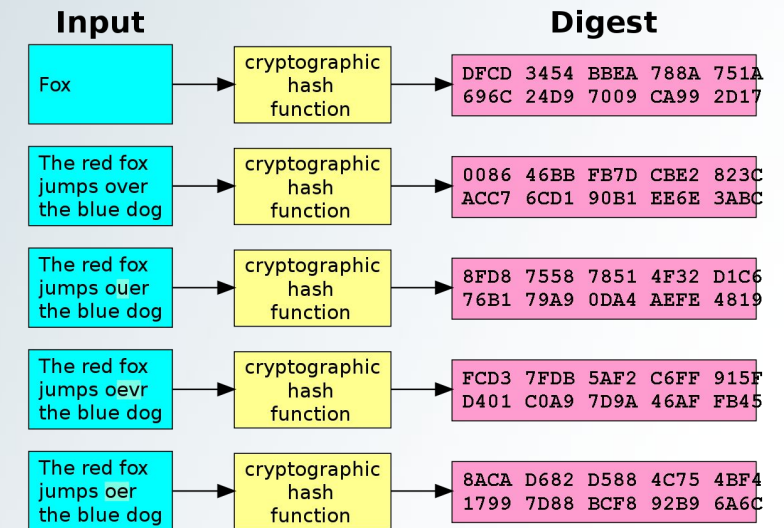 Input
Digest
Fox
cryptographic
hash
function
DFCD 3454 BBEA 788A 751A
696C 24D9 7009 CA99 2D17
The red fox
jumps over
the blue dog
cryptographic
hash
function
0086 46BB FB7D CBE2 823C
ACC7 6CD1 90B1 EE6E 3ABC
The red fox
jumps ouer
the blue dog
cryptographic
hash
function
8FD8 7558 7851 4F32 D1C6
76B1 79A9 0DA4 AEFE 4819
The red fox
jumps oevr
the blue dog
cryptographic
hash
function
FCD3 7FDB 5AF2 C6FF 915F
D401 C0A9 7D9A 46AF FB45
The red fox
jumps oer
the blue dog
cryptographic
hash
function
8ACA D682 D588 4C75 4BF4
1799 7D88 BCF8 92B9 6A6C